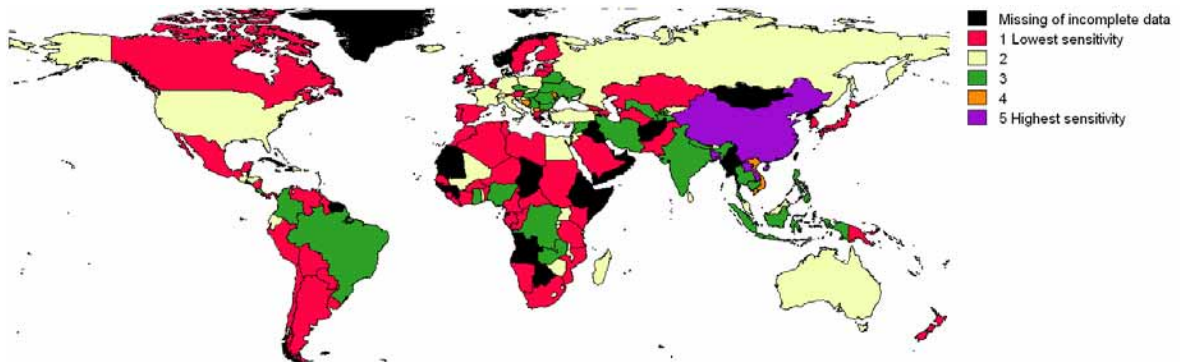 Missing of incomplete data
1 Lowest sensitivity
2
3
4
5 Highest sensitivity